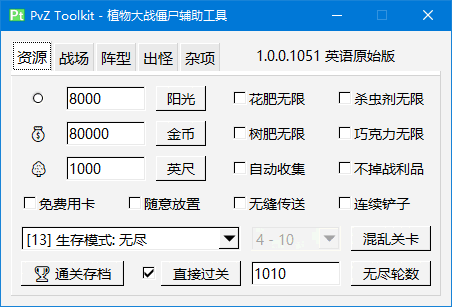 PvZ Toolkit - 植物大战僵尸辅助工具
资源 战场 阵型 出怪 杂项 1.0.0.1051 英语原始版
8000 阳光 花肥无限 杀虫剂无限
80000 金币 树肥无限 巧克力无限
1000 英尺 自动收集 不掉战利品
免费用卡 随意放置 无缝传送 连续铲子
[13] 生存模式: 无尽 4 - 10 混乱关卡
通关存档 直接过关 1010 无尽轮数